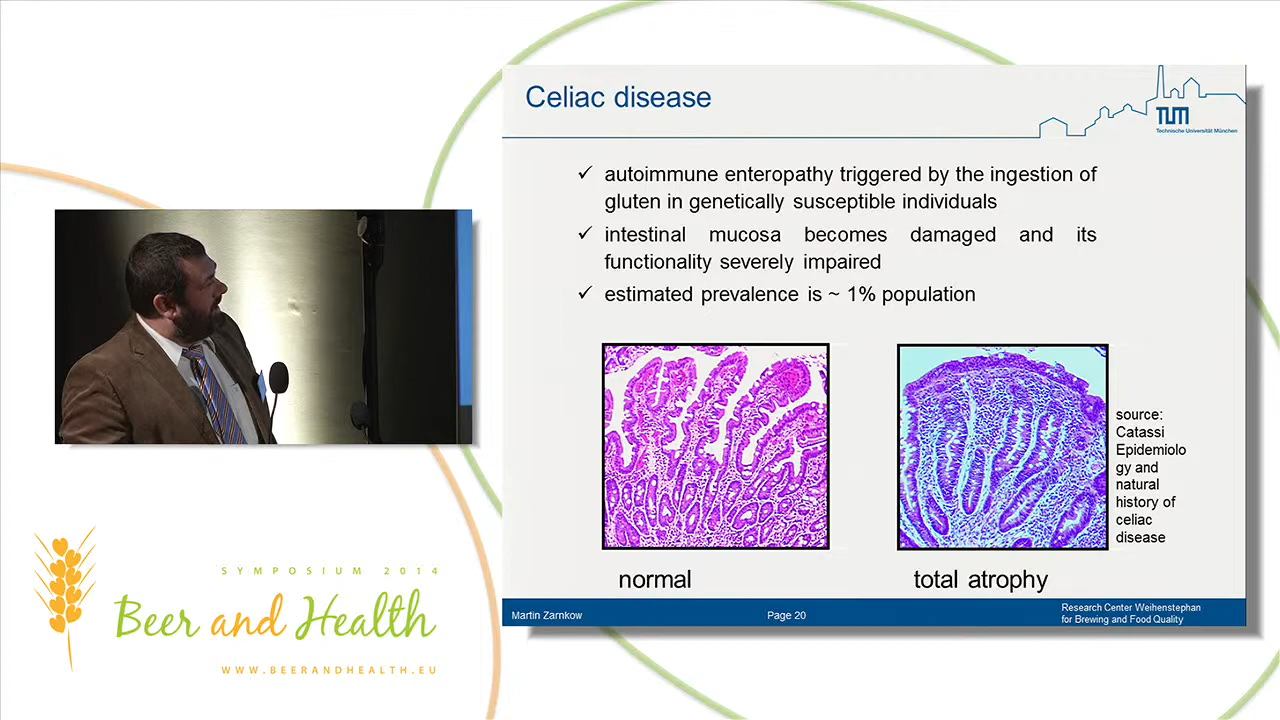 Celiac disease
TUM
Technische Universität München
✓ autoimmune enteropathy triggered by the ingestion of
gluten in genetically susceptible individuals
✓ intestinal mucosa becomes damaged and its
functionality severely impaired
✓ estimated prevalence is ~ 1% population
source:
Catassi
Epidemiolo
gy and
natural
history of
celiac
disease
normal
total atrophy
Martin Zarnkow
Page 20
Research Center Weihenstephan
for Brewing and Food Quality
SYMPOSIUM 2014
Beer and Health
WWW.BEERANDHEALTH.EU